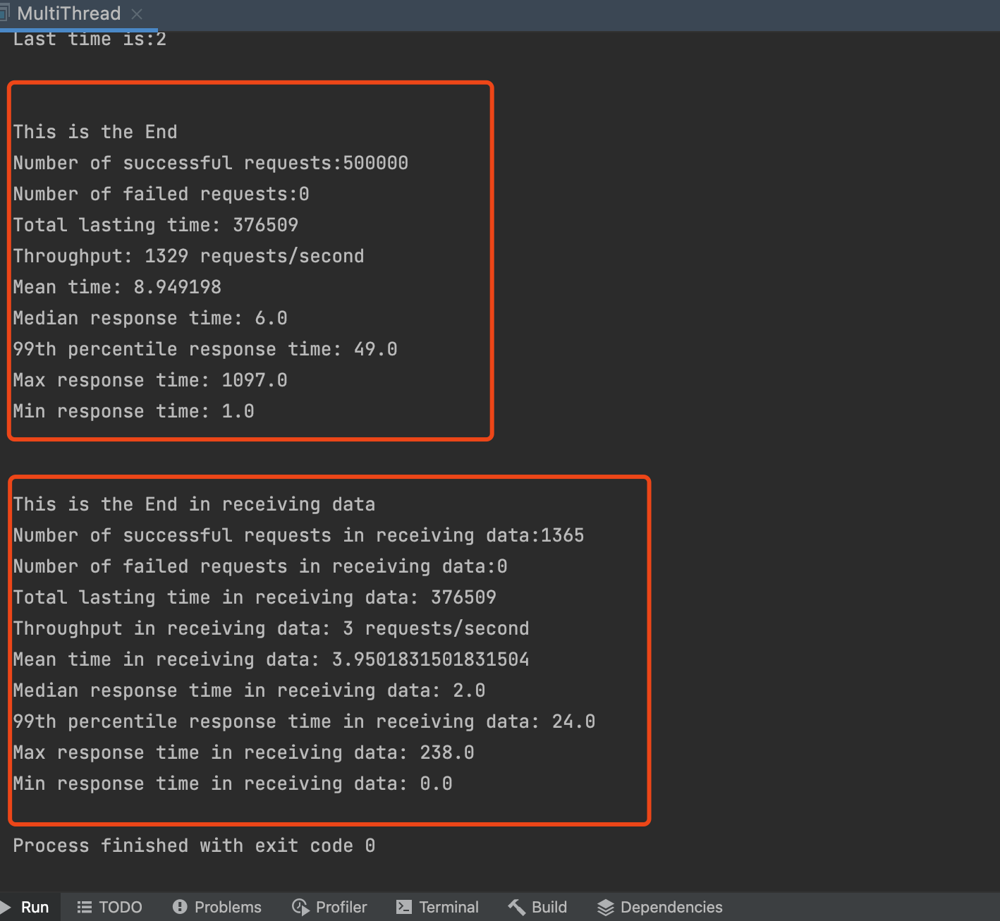 MultiThread
Last time is:2
This is the End
Number of successful requests:500000
Number of failed requests:0
Total lasting time: 376509
Throughput: 1329 requests/second
Mean time: 8.949198
Median response time: 6.0
99th percentile response time: 49.0
Max response time: 1097.0
Min response time: 1.0
This is the End in receiving data
Number of successful requests in receiving data:1365
Number of failed requests in receiving data:0
Total lasting time in receiving data: 376509
Throughput in receiving data: 3 requests/second
Mean time in receiving data: 3.9501831501831504
Median response time in receiving data: 2.0
99th percentile response time in receiving data: 24.0
Max response time in receiving data: 238.0
Min response time in receiving data: 0.0
Process finished with exit code 0
Run TODO Problems Profiler Terminal Build Dependencies